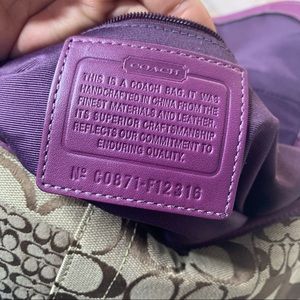 COACH
THIS IS A COACH BAG. IT WAS
HANDCRAFTED IN CHINA FROM THE
FINEST MATERIALS AND LEATHER.
ITS SUPERIOR CRAFTSMANSHIP
REFLECTS OUR COMMITMENT TO
ENDURING QUALITY.
Nº C0871-F12316